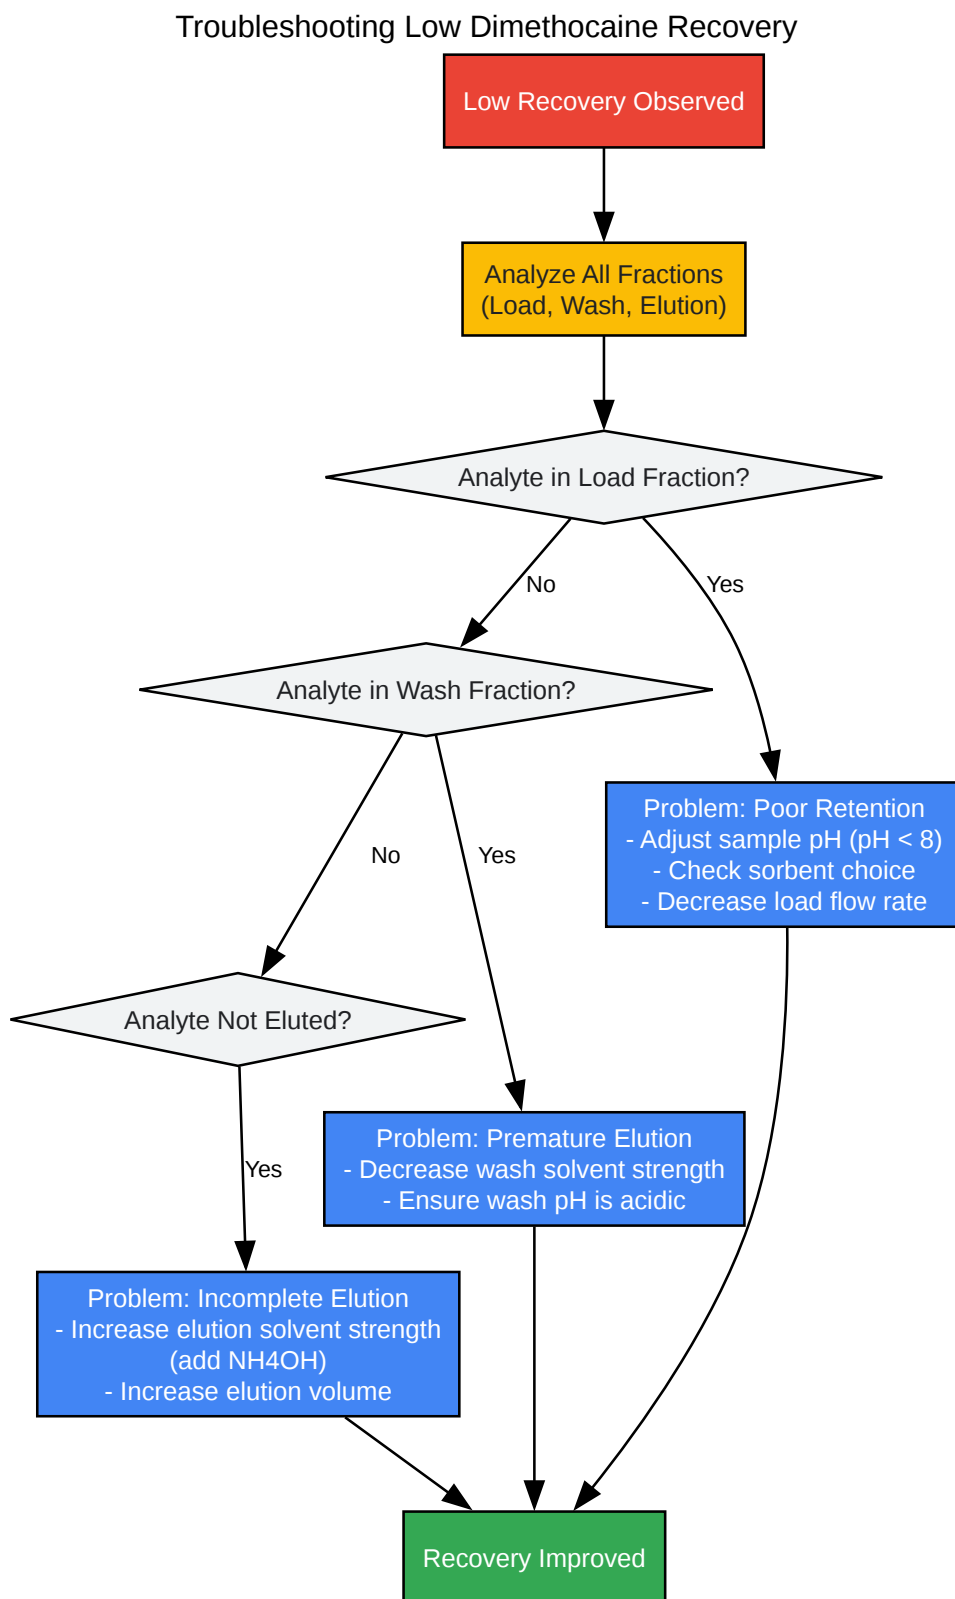 Troubleshooting Low Dimethocaine Recovery
Low Recovery Observed
Analyze All Fractions
(Load, Wash, Elution)
Analyte in Load Fraction?
No
Yes
Analyte in Wash Fraction?
Problem: Poor Retention
- Adjust sample pH (pH < 8)
- Check sorbent choice
- Decrease load flow rate
No
Yes
Analyte Not Eluted?
Problem: Premature Elution
- Decrease wash solvent strength
- Ensure wash pH is acidic
Yes
Problem: Incomplete Elution
- Increase elution solvent strength
(add NH4OH)
- Increase elution volume
Recovery Improved